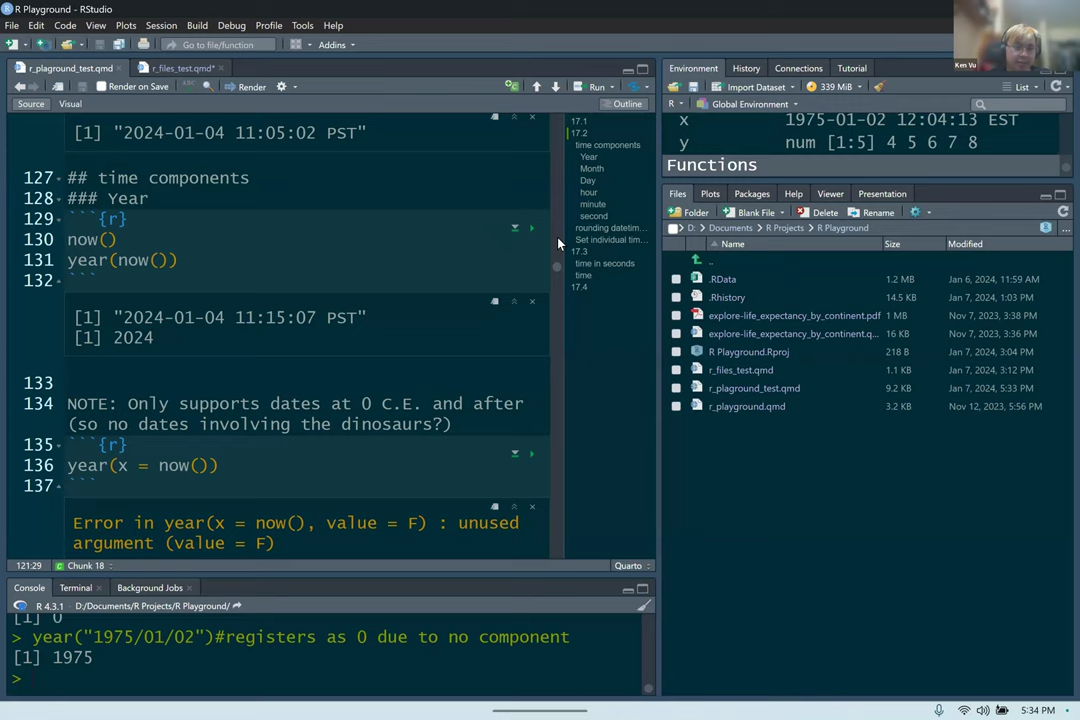 R Playground - RStudio
File Edit Code View Plots Session Build Debug Profile Tools Help
Go to file/function Addins
Ken Vu
r_plaground_test.qmd r_files_test.qmd*
Render on Save ABC Render Run
Source Visual Outline
[1] "2024-01-04 11:05:02 PST"
127 ## time components
128 ### Year
129 ```{r}
130 now()
131 year(now())
132 ```
[1] "2024-01-04 11:15:07 PST"
[1] 2024
133
134 NOTE: Only supports dates at 0 C.E. and after
(so no dates involving the dinosaurs?)
135 ```{r}
136 year(x = now())
137 ```
Error in year(x = now(), value = F) : unused
argument (value = F)
17.1
17.2
time components
Year
Month
Day
hour
minute
second
rounding datetim...
Set individual tim...
17.3
time in seconds
time
17.4
121:29 Chunk 18 Quarto
Console Terminal Background Jobs
R 4.3.1 · D:/Documents/R Projects/R Playground/
[1] 0
> year("1975/01/02")#registers as 0 due to no component
[1] 1975
>
Environment History Connections Tutorial
Import Dataset 339 MiB List
R Global Environment
x 1975-01-02 12:04:13 EST
y num [1:5] 4 5 6 7 8
Functions
Files Plots Packages Help Viewer Presentation
Folder Blank File Delete Rename
D: Documents R Projects R Playground ...
Name Size Modified
..
.RData 1.2 MB Jan 6, 2024, 11:59 AM
.Rhistory 14.5 KB Jan 7, 2024, 1:03 PM
explore-life_expectancy_by_continent.pdf 1 MB Nov 7, 2023, 3:38 PM
explore-life_expectancy_by_continent.q... 16 KB Nov 7, 2023, 3:36 PM
R Playground.Rproj 218 B Jan 7, 2024, 3:04 PM
r_files_test.qmd 1.1 KB Jan 7, 2024, 3:12 PM
r_plaground_test.qmd 9.2 KB Jan 7, 2024, 5:33 PM
r_playground.qmd 3.2 KB Nov 12, 2023, 5:56 PM
5:34 PM